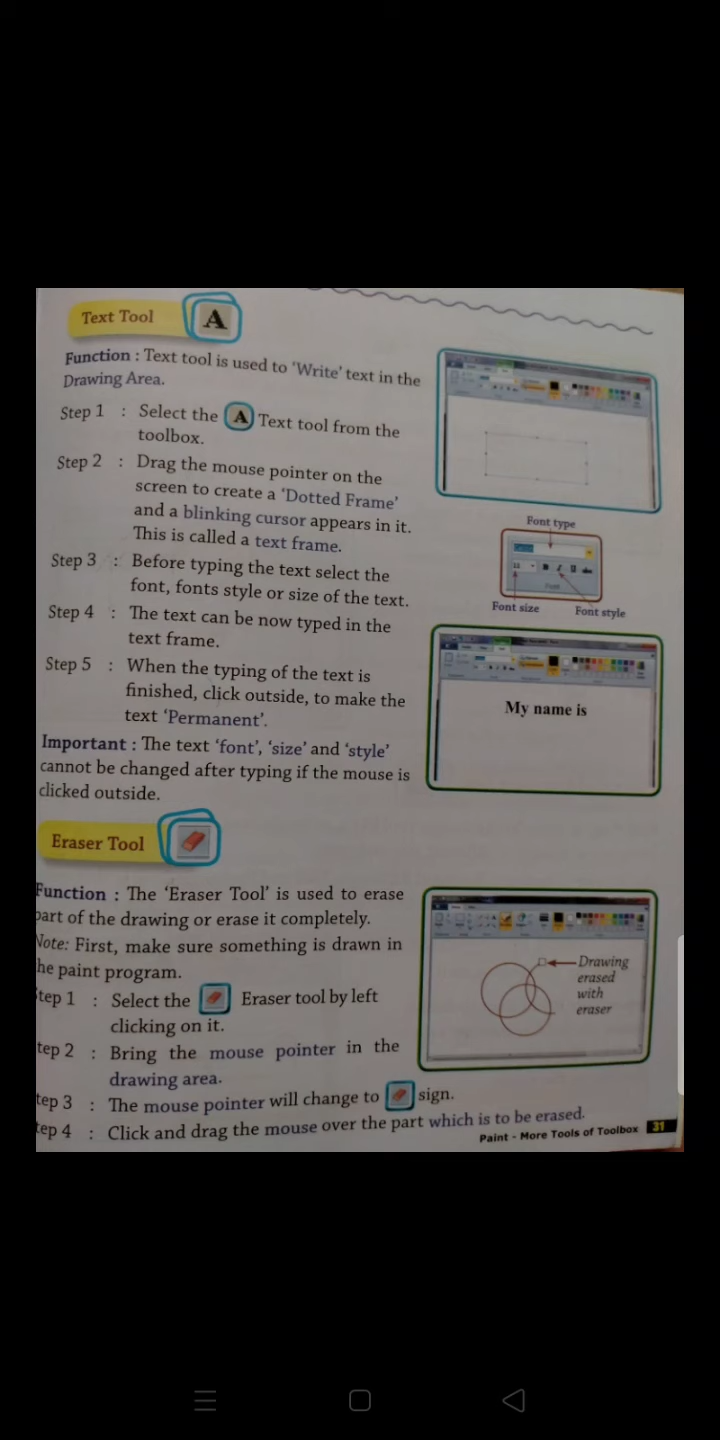 Text Tool
A
Function : Text tool is used to 'Write' text in the
Drawing Area.
Step 1 : Select the A Text tool from the
toolbox.
Step 2 : Drag the mouse pointer on the
screen to create a 'Dotted Frame'
and a blinking cursor appears in it.
This is called a text frame.
Step 3 : Before typing the text select the
font, fonts style or size of the text.
Step 4 : The text can be now typed in the
text frame.
Step 5 : When the typing of the text is
finished, click outside, to make the
text 'Permanent'.
Important : The text 'font', 'size' and 'style'
cannot be changed after typing if the mouse is
clicked outside.
Font type
Font size
Font style
My name is
Eraser Tool
Function : The 'Eraser Tool' is used to erase
part of the drawing or erase it completely.
Note: First, make sure something is drawn in
he paint program.
Step 1 : Select the Eraser tool by left
clicking on it.
tep 2 : Bring the mouse pointer in the
drawing area.
tep 3 : The mouse pointer will change to sign.
tep 4 : Click and drag the mouse over the part which is to be erased.
Drawing
erased
with
eraser
Paint - More Tools of Toolbox 31